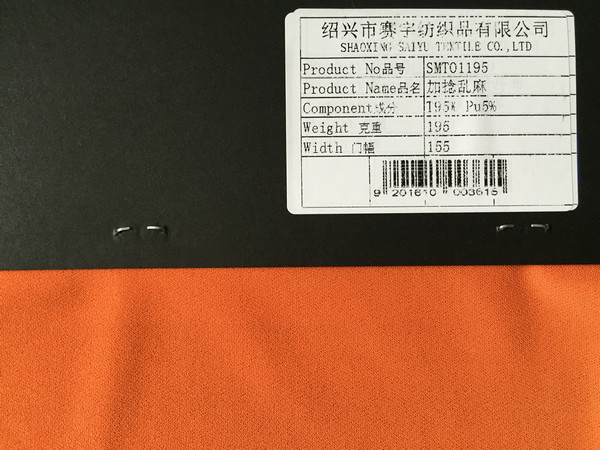 绍兴市赛宇纺织品有限公司
SHAOXING SAIYU TEXTILE CO.,LTD
Product No品号 SMT01195
Product Name品名 加捻乱麻
Component成分 T95% Pu5%
Weight 克重 195
Width 门幅 155
9 201610 003615